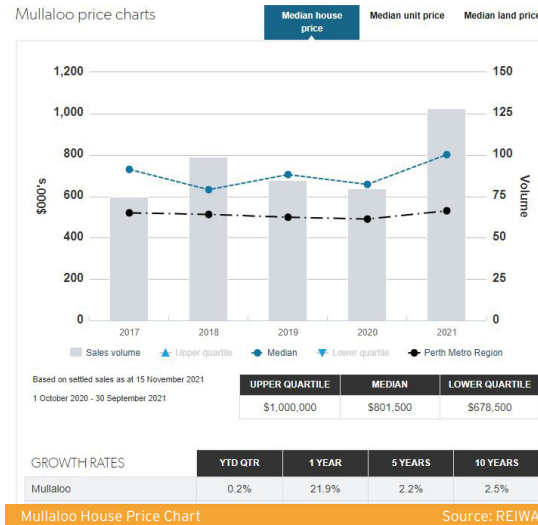 Mullaloo price charts
Median house price
Median unit price
Median land price
1,200
1,000
800
600
400
200
0
$000's
150
125
100
75
50
25
0
Volume
2017 2018 2019 2020 2021
Sales volume Upper quartile Median Lower quartile Perth Metro Region
Based on settled sales as at 15 November 2021
1 October 2020 - 30 September 2021
UPPER QUARTILE MEDIAN LOWER QUARTILE
$1,000,000 $801,500 $678,500
GROWTH RATES YTD QTR 1 YEAR 5 YEARS 10 YEARS
Mullaloo 0.2% 21.9% 2.2% 2.5%
Mullaloo House Price Chart Source: REIWA